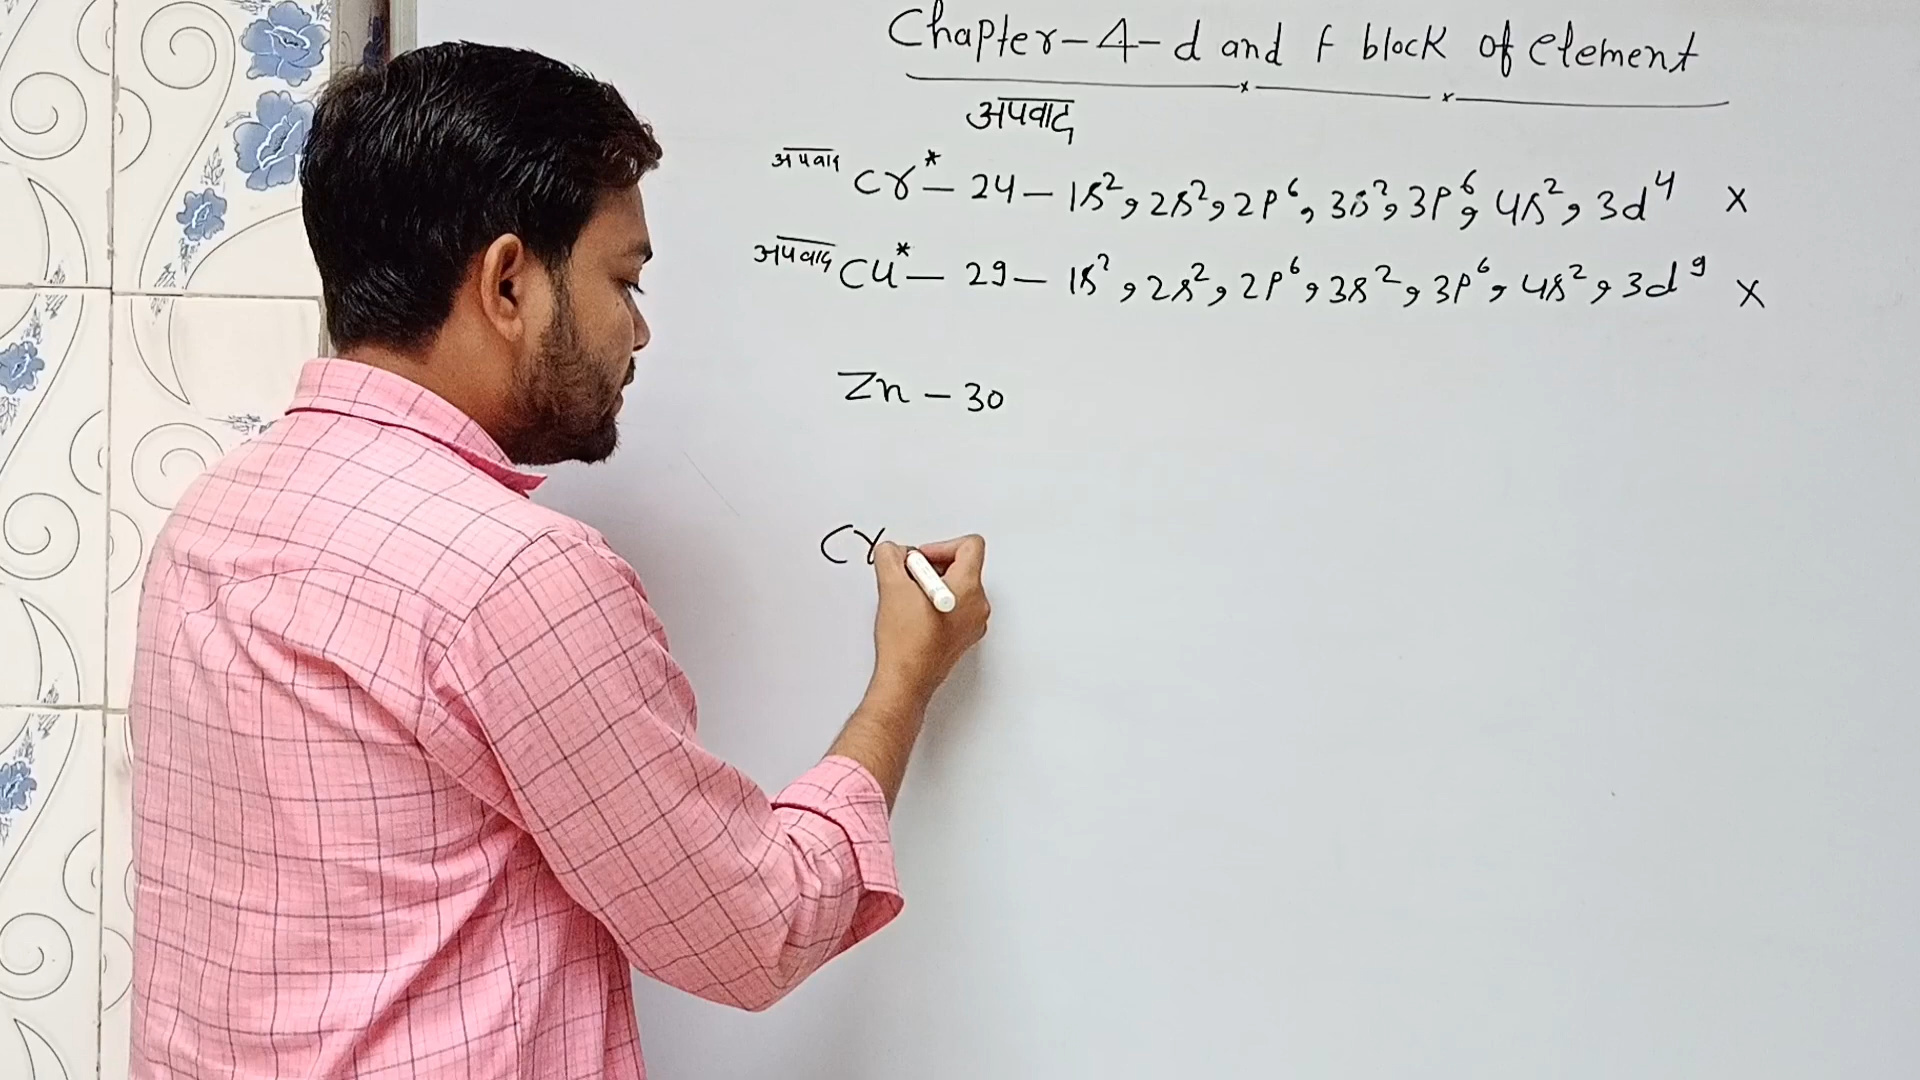 Chapter-4-d and f block of element
अपवाद
अपवाद Cr* - 24 - 1s², 2s², 2p⁶, 3s², 3p⁶, 4s², 3d⁴ ×
अपवाद Cu* - 29 - 1s², 2s², 2p⁶, 3s², 3p⁶, 4s², 3d⁹ ×
Zn - 30
Cr